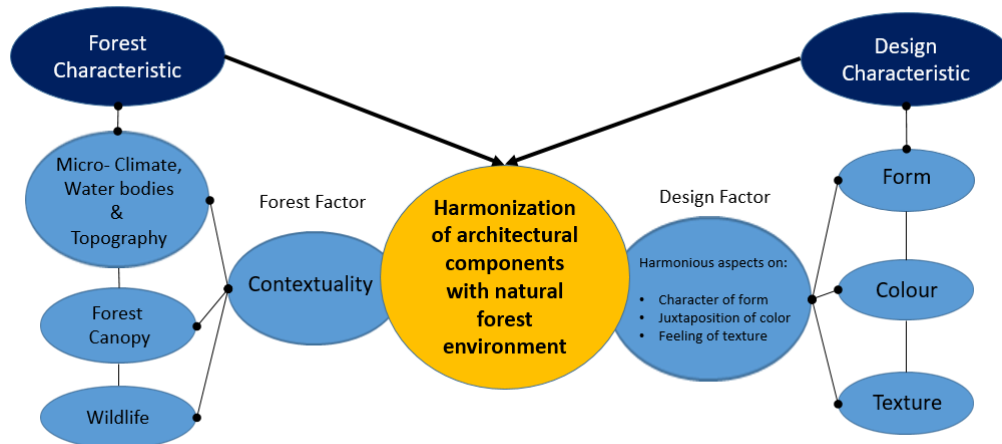 Forest
Characteristic
Micro- Climate,
Water bodies
&
Topography
Forest
Canopy
Wildlife
Forest Factor
Contextuality
Harmonization
of architectural
components
with natural
forest
environment
Design Factor
Harmonious aspects on:
• Character of form
• Juxtaposition of color
• Feeling of texture
Design
Characteristic
Form
Colour
Texture